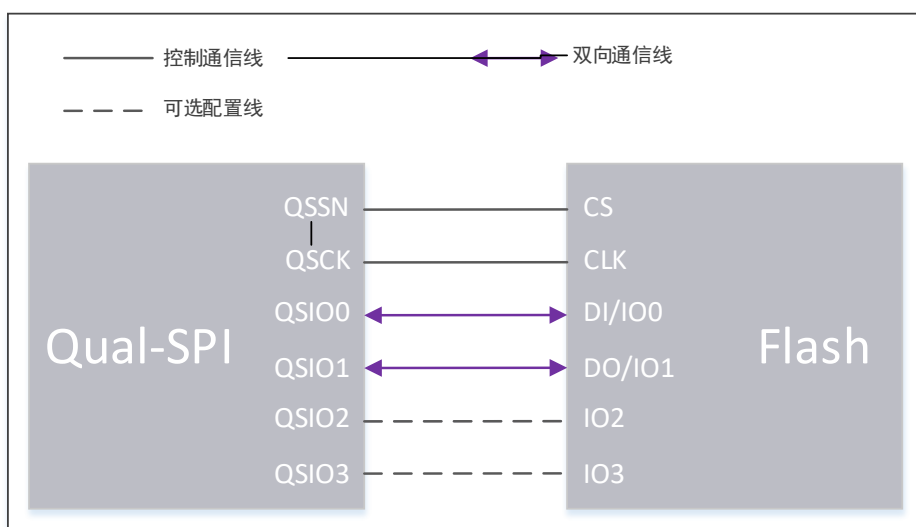 控制通信线 双向通信线
可选配置线
QSSN CS
QSCK CLK
QSIO0 DI/IO0
Qual-SPI Flash
QSIO1 DO/IO1
QSIO2 IO2
QSIO3 IO3